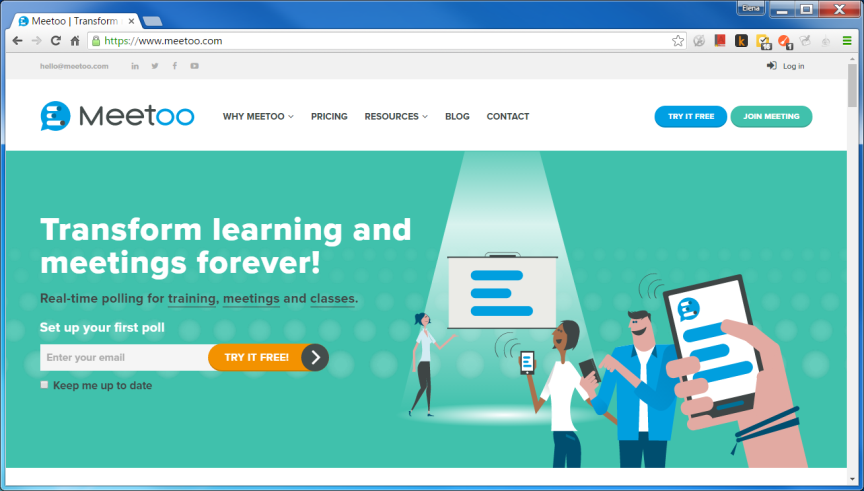 Elena
Meetoo | Transform
https://www.meetoo.com
hello@meetoo.com
Log in
Meetoo
WHY MEETOO PRICING RESOURCES BLOG CONTACT
TRY IT FREE JOIN MEETING
Transform learning and
meetings forever!
Real-time polling for training, meetings and classes.
Set up your first poll
Enter your email TRY IT FREE!
Keep me up to date